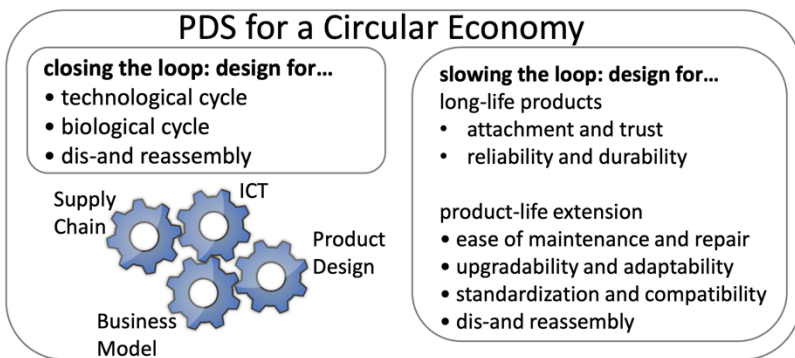 PDS for a Circular Economy
closing the loop: design for...
• technological cycle
• biological cycle
• dis-and reassembly
Supply
Chain
ICT
Product
Design
Business
Model
slowing the loop: design for...
long-life products
• attachment and trust
• reliability and durability
product-life extension
• ease of maintenance and repair
• upgradability and adaptability
• standardization and compatibility
• dis-and reassembly